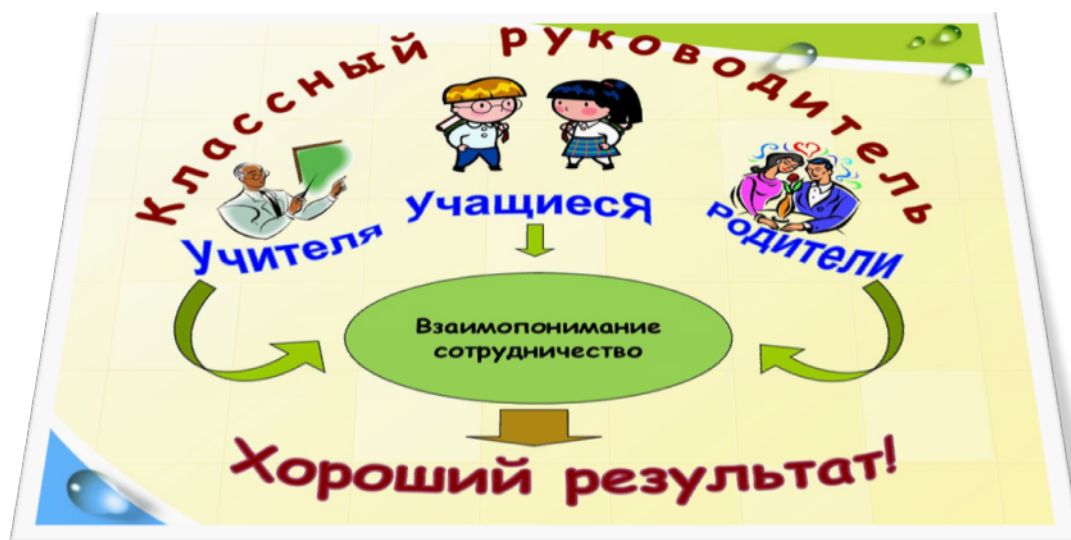 Классный руководитель
Учащиеся
Учителя
Родители
Взаимопонимание
сотрудничество
Хороший результат!